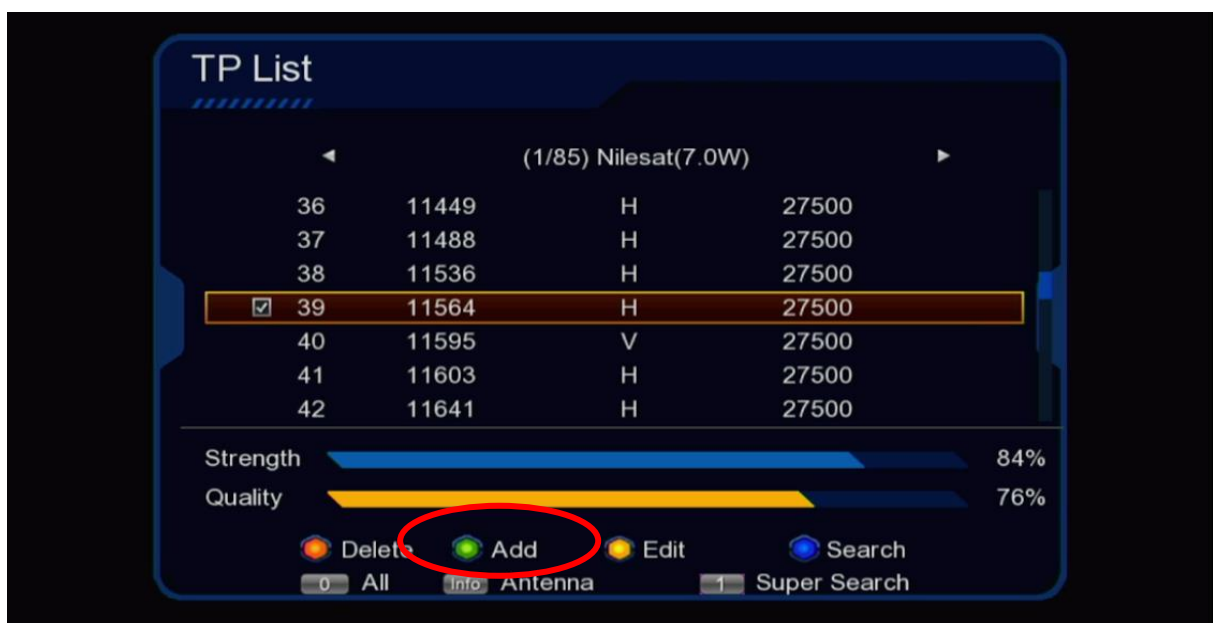 TP List
(1/85) Nilesat(7.0W)
36 11449 H 27500
37 11488 H 27500
38 11536 H 27500
39 11564 H 27500
40 11595 V 27500
41 11603 H 27500
42 11641 H 27500
Strength 84%
Quality 76%
Delete Add Edit Search
0 All Info Antenna 1 Super Search